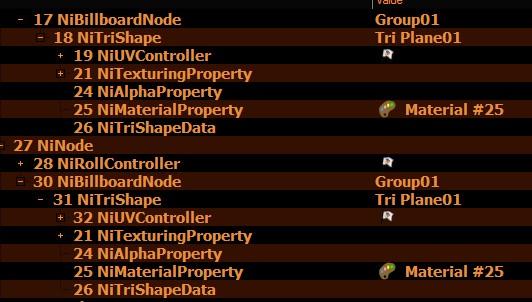 Value
17 NiBillboardNode Group01
18 NiTriShape Tri Plane01
19 NiUVController
21 NiTexturingProperty
24 NiAlphaProperty
25 NiMaterialProperty Material #25
26 NiTriShapeData
27 NiNode
28 NiRollController
30 NiBillboardNode Group01
31 NiTriShape Tri Plane01
32 NiUVController
21 NiTexturingProperty
24 NiAlphaProperty
25 NiMaterialProperty Material #25
26 NiTriShapeData